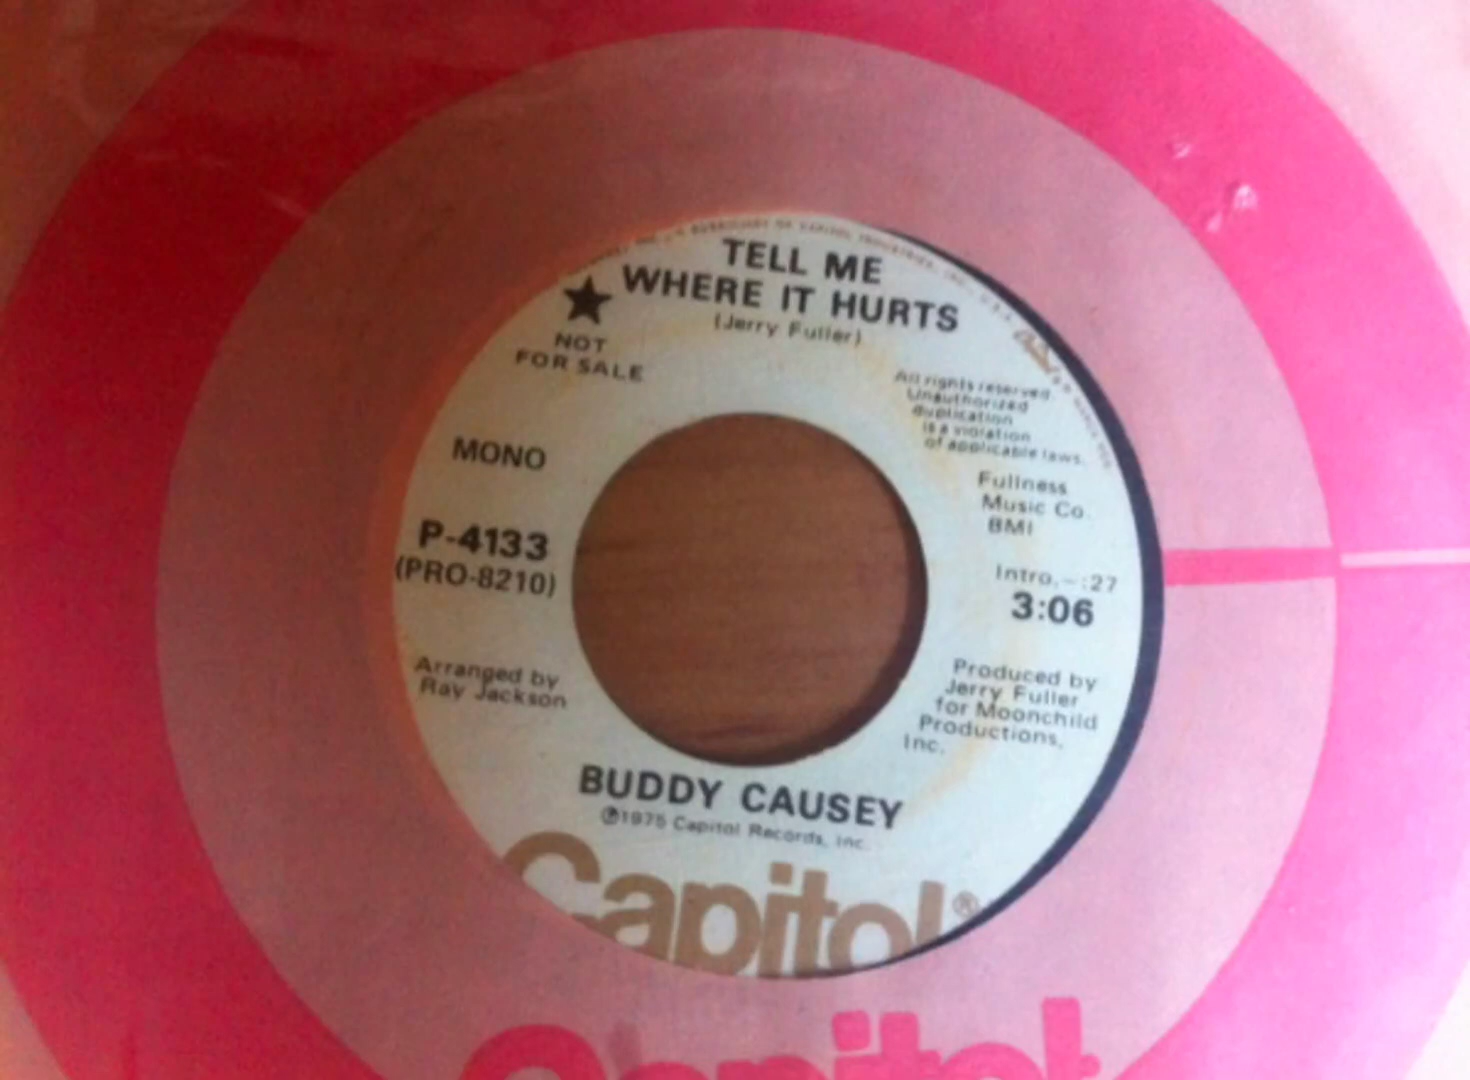 TELL ME
WHERE IT HURTS
(Jerry Fuller)
NOT
FOR SALE
All rights reserved.
Unauthorized
duplication
is a violation
of applicable laws.
MONO
Fullness
Music Co.
BMI
P-4133
(PRO-8210)
Intro.-:27
3:06
Arranged by
Ray Jackson
Produced by
Jerry Fuller
for Moonchild
Productions,
Inc.
BUDDY CAUSEY
℗1975 Capitol Records, Inc.
Capitol®
Capitol